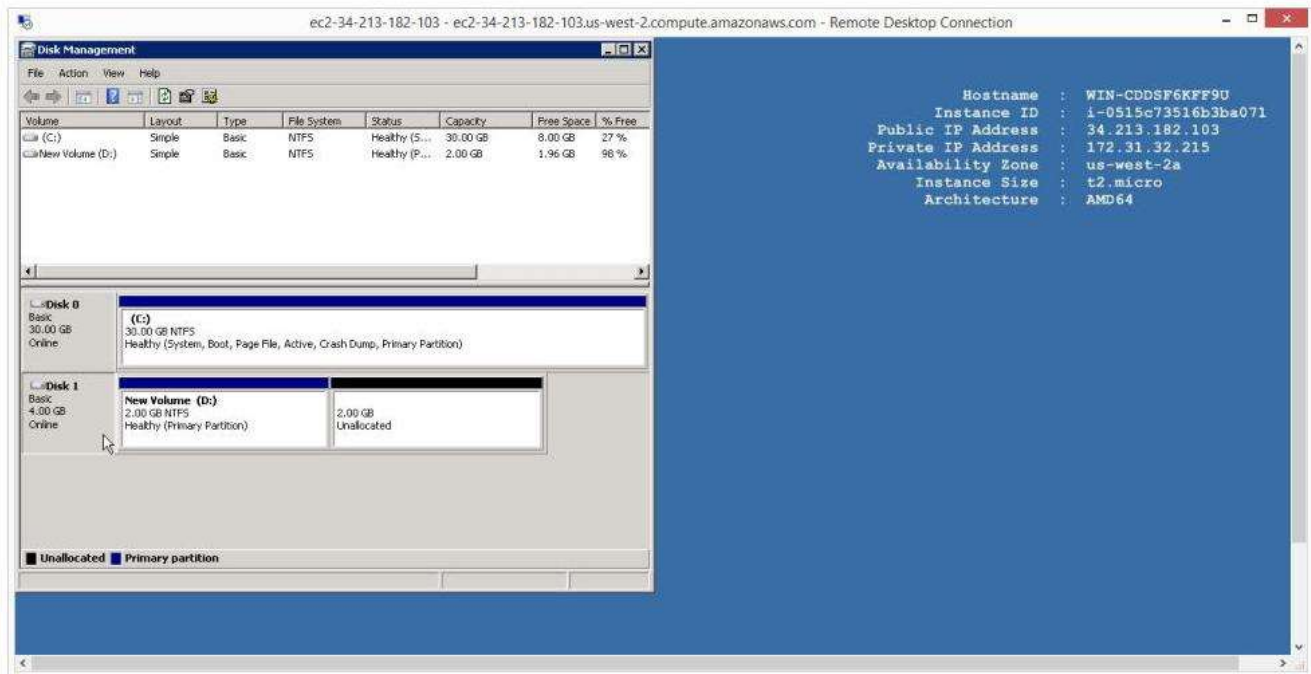 ec2-34-213-182-103 - ec2-34-213-182-103.us-west-2.compute.amazonaws.com - Remote Desktop Connection
Disk Management
File Action View Help
Volume Layout Type File System Status Capacity Free Space % Free
(C:) Simple Basic NTFS Healthy (S... 30.00 GB 8.00 GB 27 %
New Volume (D:) Simple Basic NTFS Healthy (P... 2.00 GB 1.96 GB 98 %
Disk 0
Basic
30.00 GB
Online
(C:)
30.00 GB NTFS
Healthy (System, Boot, Page File, Active, Crash Dump, Primary Partition)
Disk 1
Basic
4.00 GB
Online
New Volume (D:)
2.00 GB NTFS
Healthy (Primary Partition)
2.00 GB
Unallocated
Unallocated Primary partition
Hostname : WIN-CDDSF6KFF9U
Instance ID : i-0515c73516b3ba071
Public IP Address : 34.213.182.103
Private IP Address : 172.31.32.215
Availability Zone : us-west-2a
Instance Size : t2.micro
Architecture : AMD64